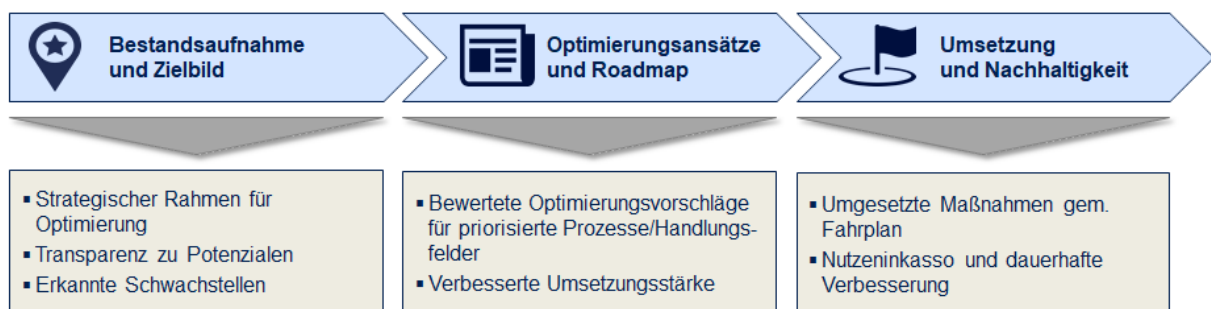 Bestandsaufnahme
und Zielbild
Optimierungsansätze
und Roadmap
Umsetzung
und Nachhaltigkeit
▪ Strategischer Rahmen für
Optimierung
▪ Transparenz zu Potenzialen
▪ Erkannte Schwachstellen
▪ Bewertete Optimierungsvorschläge
für priorisierte Prozesse/Handlungs-
felder
▪ Verbesserte Umsetzungsstärke
▪ Umgesetzte Maßnahmen gem.
Fahrplan
▪ Nutzeninkasso und dauerhafte
Verbesserung